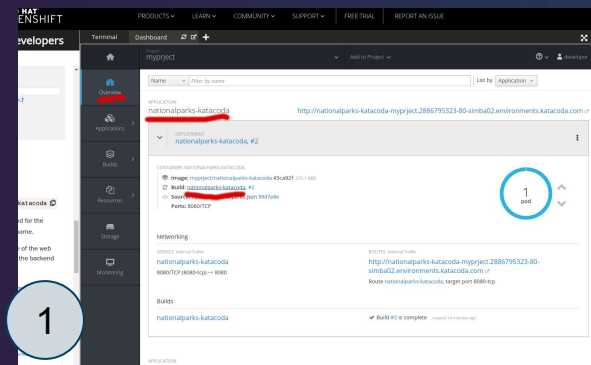 HAT
ENSHIFT
PRODUCTS
LEARN
COMMUNITY
SUPPORT
FREE TRIAL
REPORT AN ISSUE
evelopers
Terminal
Dashboard
Project
myprject
Add to Project
developer
Name
Filter by name
List by
Application
Overview
APPLICATION
nationalparks-katacoda
http://nationalparks-katacoda-myprject.2886795323-80-simba02.environments.katacoda.com
Applications
DEPLOYMENT
nationalparks-katacoda, #2
Builds
CONTAINER: NATIONALPARKS-KATACODA
Image: myprject/nationalparks-katacoda 43ca92f
Build: nationalparks-katacoda, #2
Source:
json 99d7e8e
Ports: 8080/TCP
1
pod
Resources
katacoda
Storage
Networking
SERVICE Internal Traffic
ROUTES External Traffic
nationalparks-katacoda
http://nationalparks-katacoda-myprject.2886795323-80-
simba02.environments.katacoda.com
8080/TCP (8080-tcp) → 8080
Route nationalparks-katacoda, target port 8080-tcp
for the
ame.
e of the web
the backend
Monitoring
Builds
nationalparks-katacoda
Build #2 is complete
1
APPLICATION